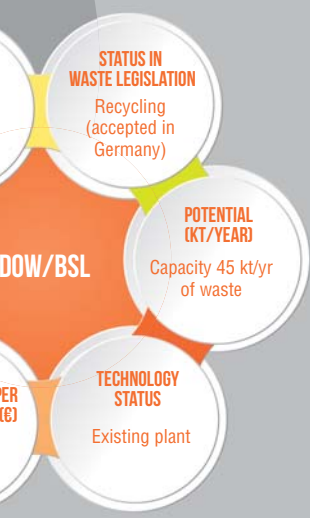 STATUS IN
WASTE LEGISLATION
Recycling
(accepted in
Germany)
POTENTIAL
(KT/YEAR)
Capacity 45 kt/yr
of waste
DOW/BSL
TECHNOLOGY
STATUS
Existing plant
PER
(€)